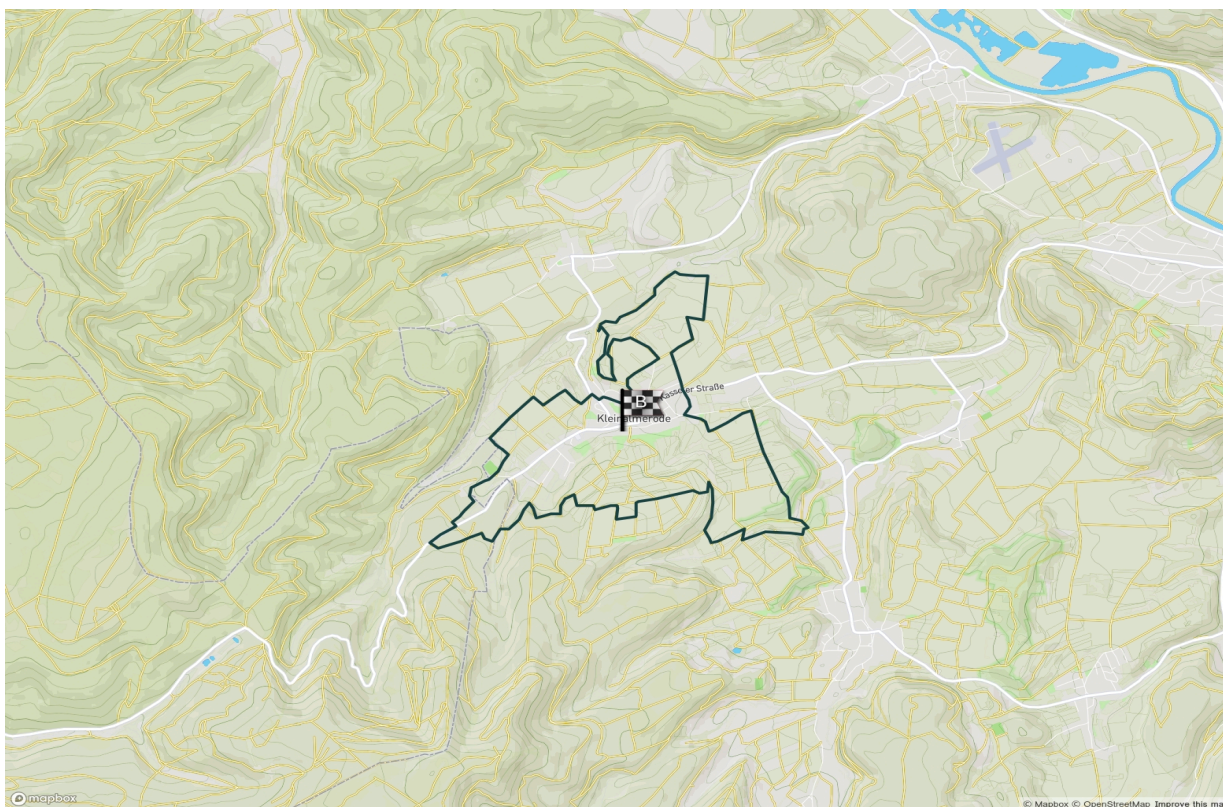 B
Kasseler Straße
Kleinalmerode
mapbox
© Mapbox © OpenStreetMap Improve this ma